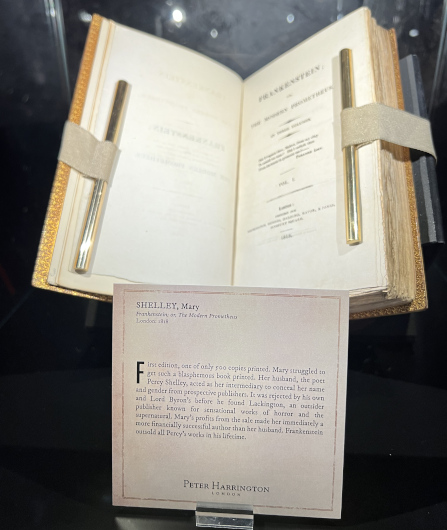 FRANKENSTEIN;
OR,
THE MODERN PROMETHEUS.
IN THREE VOLUMES.
VOL. I.
London:
SHELLEY, Mary
Frankenstein; or, The Modern Prometheus
London: 1818
First edition, one of only 500 copies printed. Mary struggled to
get such a blasphemous book printed. Her husband, the poet
Percy Shelley, acted as her intermediary to conceal her name
and gender from prospective publishers. It was rejected by his own
and Lord Byron's before he found Lackington, an outsider
publisher known for sensational works of horror and the
supernatural. Mary's profits from the sale made her immediately a
more financially successful author than her husband. Frankenstein
outsold all Percy's works in his lifetime.
PETER HARRINGTON
LONDON